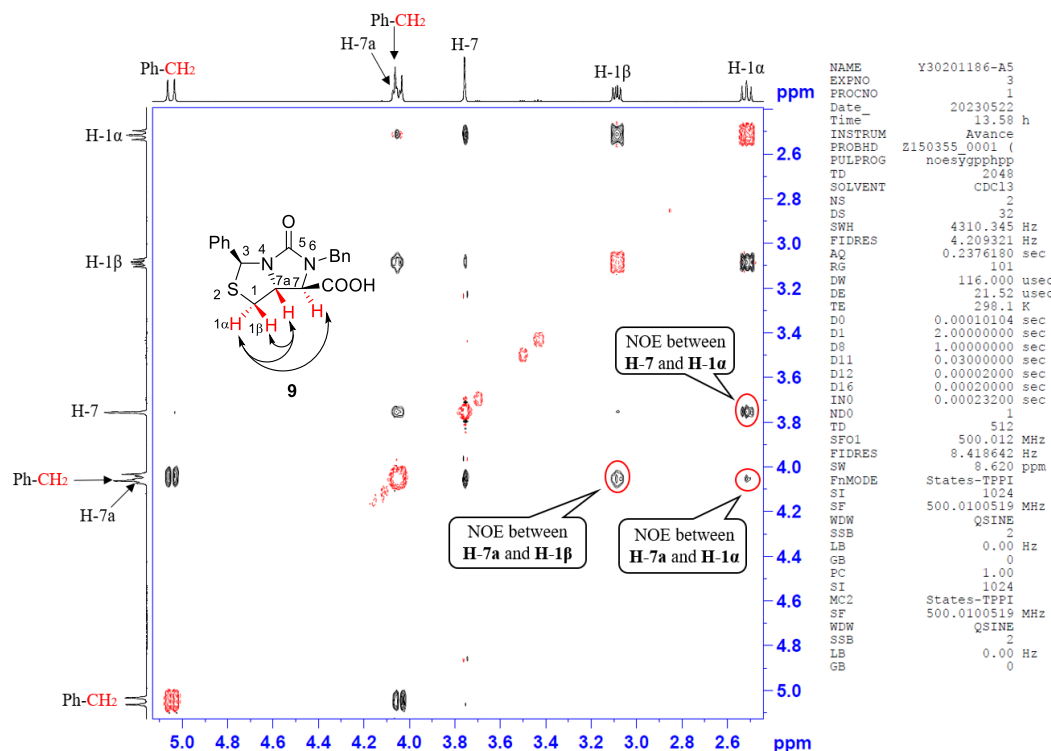 Ph-CH2
H-7a
Ph-CH2
H-7
H-1β
H-1α
ppm
H-1α
H-1β
H-7
Ph-CH2
H-7a
Ph-CH2
2.6
2.8
3.0
3.2
3.4
3.6
3.8
4.0
4.2
4.4
4.6
4.8
5.0
5.0 4.8 4.6 4.4 4.2 4.0 3.8 3.6 3.4 3.2 3.0 2.8 2.6 ppm
O
Ph 3 4 5 6
N N Bn
S 2 1 7a 7 COOH
H H H H
1α 1β
9
NOE between
H-7 and H-1α
NOE between
H-7a and H-1β
NOE between
H-7a and H-1α
NAME Y30201186-A5
EXPNO 3
PROCNO 1
Date_ 20230522
Time 13.58 h
INSTRUM Avance
PROBHD Z150355_0001 (
PULPROG noesygpphpp
TD 2048
SOLVENT CDCl3
NS 2
DS 32
SWH 4310.345 Hz
FIDRES 4.209321 Hz
AQ 0.2376180 sec
RG 101
DW 116.000 usec
DE 21.52 usec
TE 298.1 K
D0 0.00010104 sec
D1 2.00000000 sec
D8 1.00000000 sec
D11 0.03000000 sec
D12 0.00002000 sec
D16 0.00020000 sec
IN0 0.00023200 sec
ND0 1
TD 512
SFO1 500.012 MHz
FIDRES 8.418642 Hz
SW 8.620 ppm
FnMODE States-TPPI
SI 1024
SF 500.0100519 MHz
WDW QSINE
SSB 2
LB 0.00 Hz
GB 0
PC 1.00
SI 1024
MC2 States-TPPI
SF 500.0100519 MHz
WDW QSINE
SSB 2
LB 0.00 Hz
GB 0